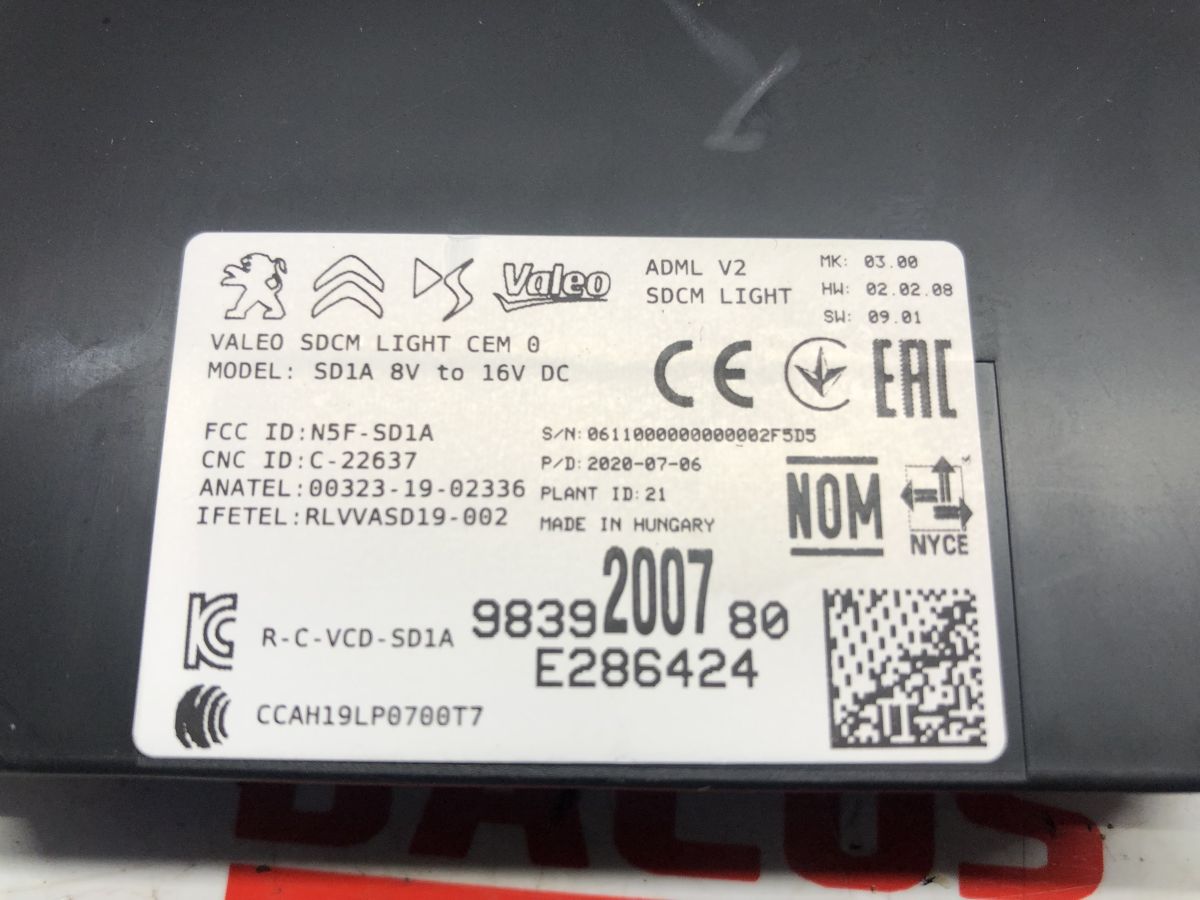 Valeo
ADML V2
SDCM LIGHT
MK: 03.00
HW: 02.02.08
SW: 09.01
VALEO SDCM LIGHT CEM 0
MODEL: SD1A 8V to 16V DC
CE
EAC
FCC ID:N5F-SD1A
CNC ID:C-22637
ANATEL:00323-19-02336
IFETEL:RLVVASD19-002
S/N:0611000000000002F5D5
P/D:2020-07-06
PLANT ID:21
MADE IN HUNGARY
NOM
NYCE
R-C-VCD-SD1A
98392007 80
E286424
CCAH19LP0700T7
DACOS